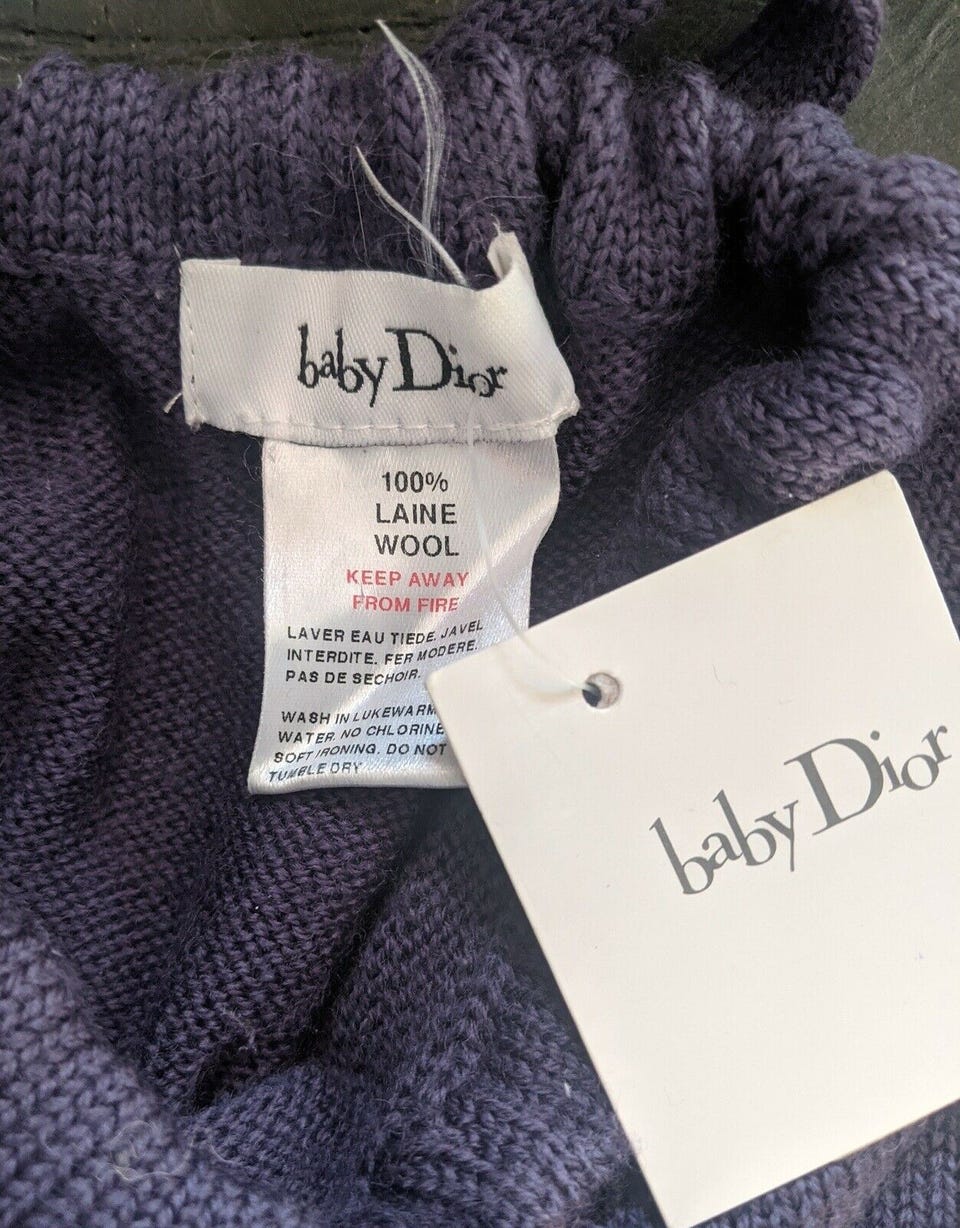 baby Dior
100%
LAINE
WOOL
KEEP AWAY
FROM FIRE
LAVER EAU TIEDE. JAVEL
INTERDITE. FER MODERE.
PAS DE SECHOIR.
WASH IN LUKEWARM
WATER. NO CHLORINE
SOFT IRONING. DO NOT
TUMBLE DRY
baby Dior